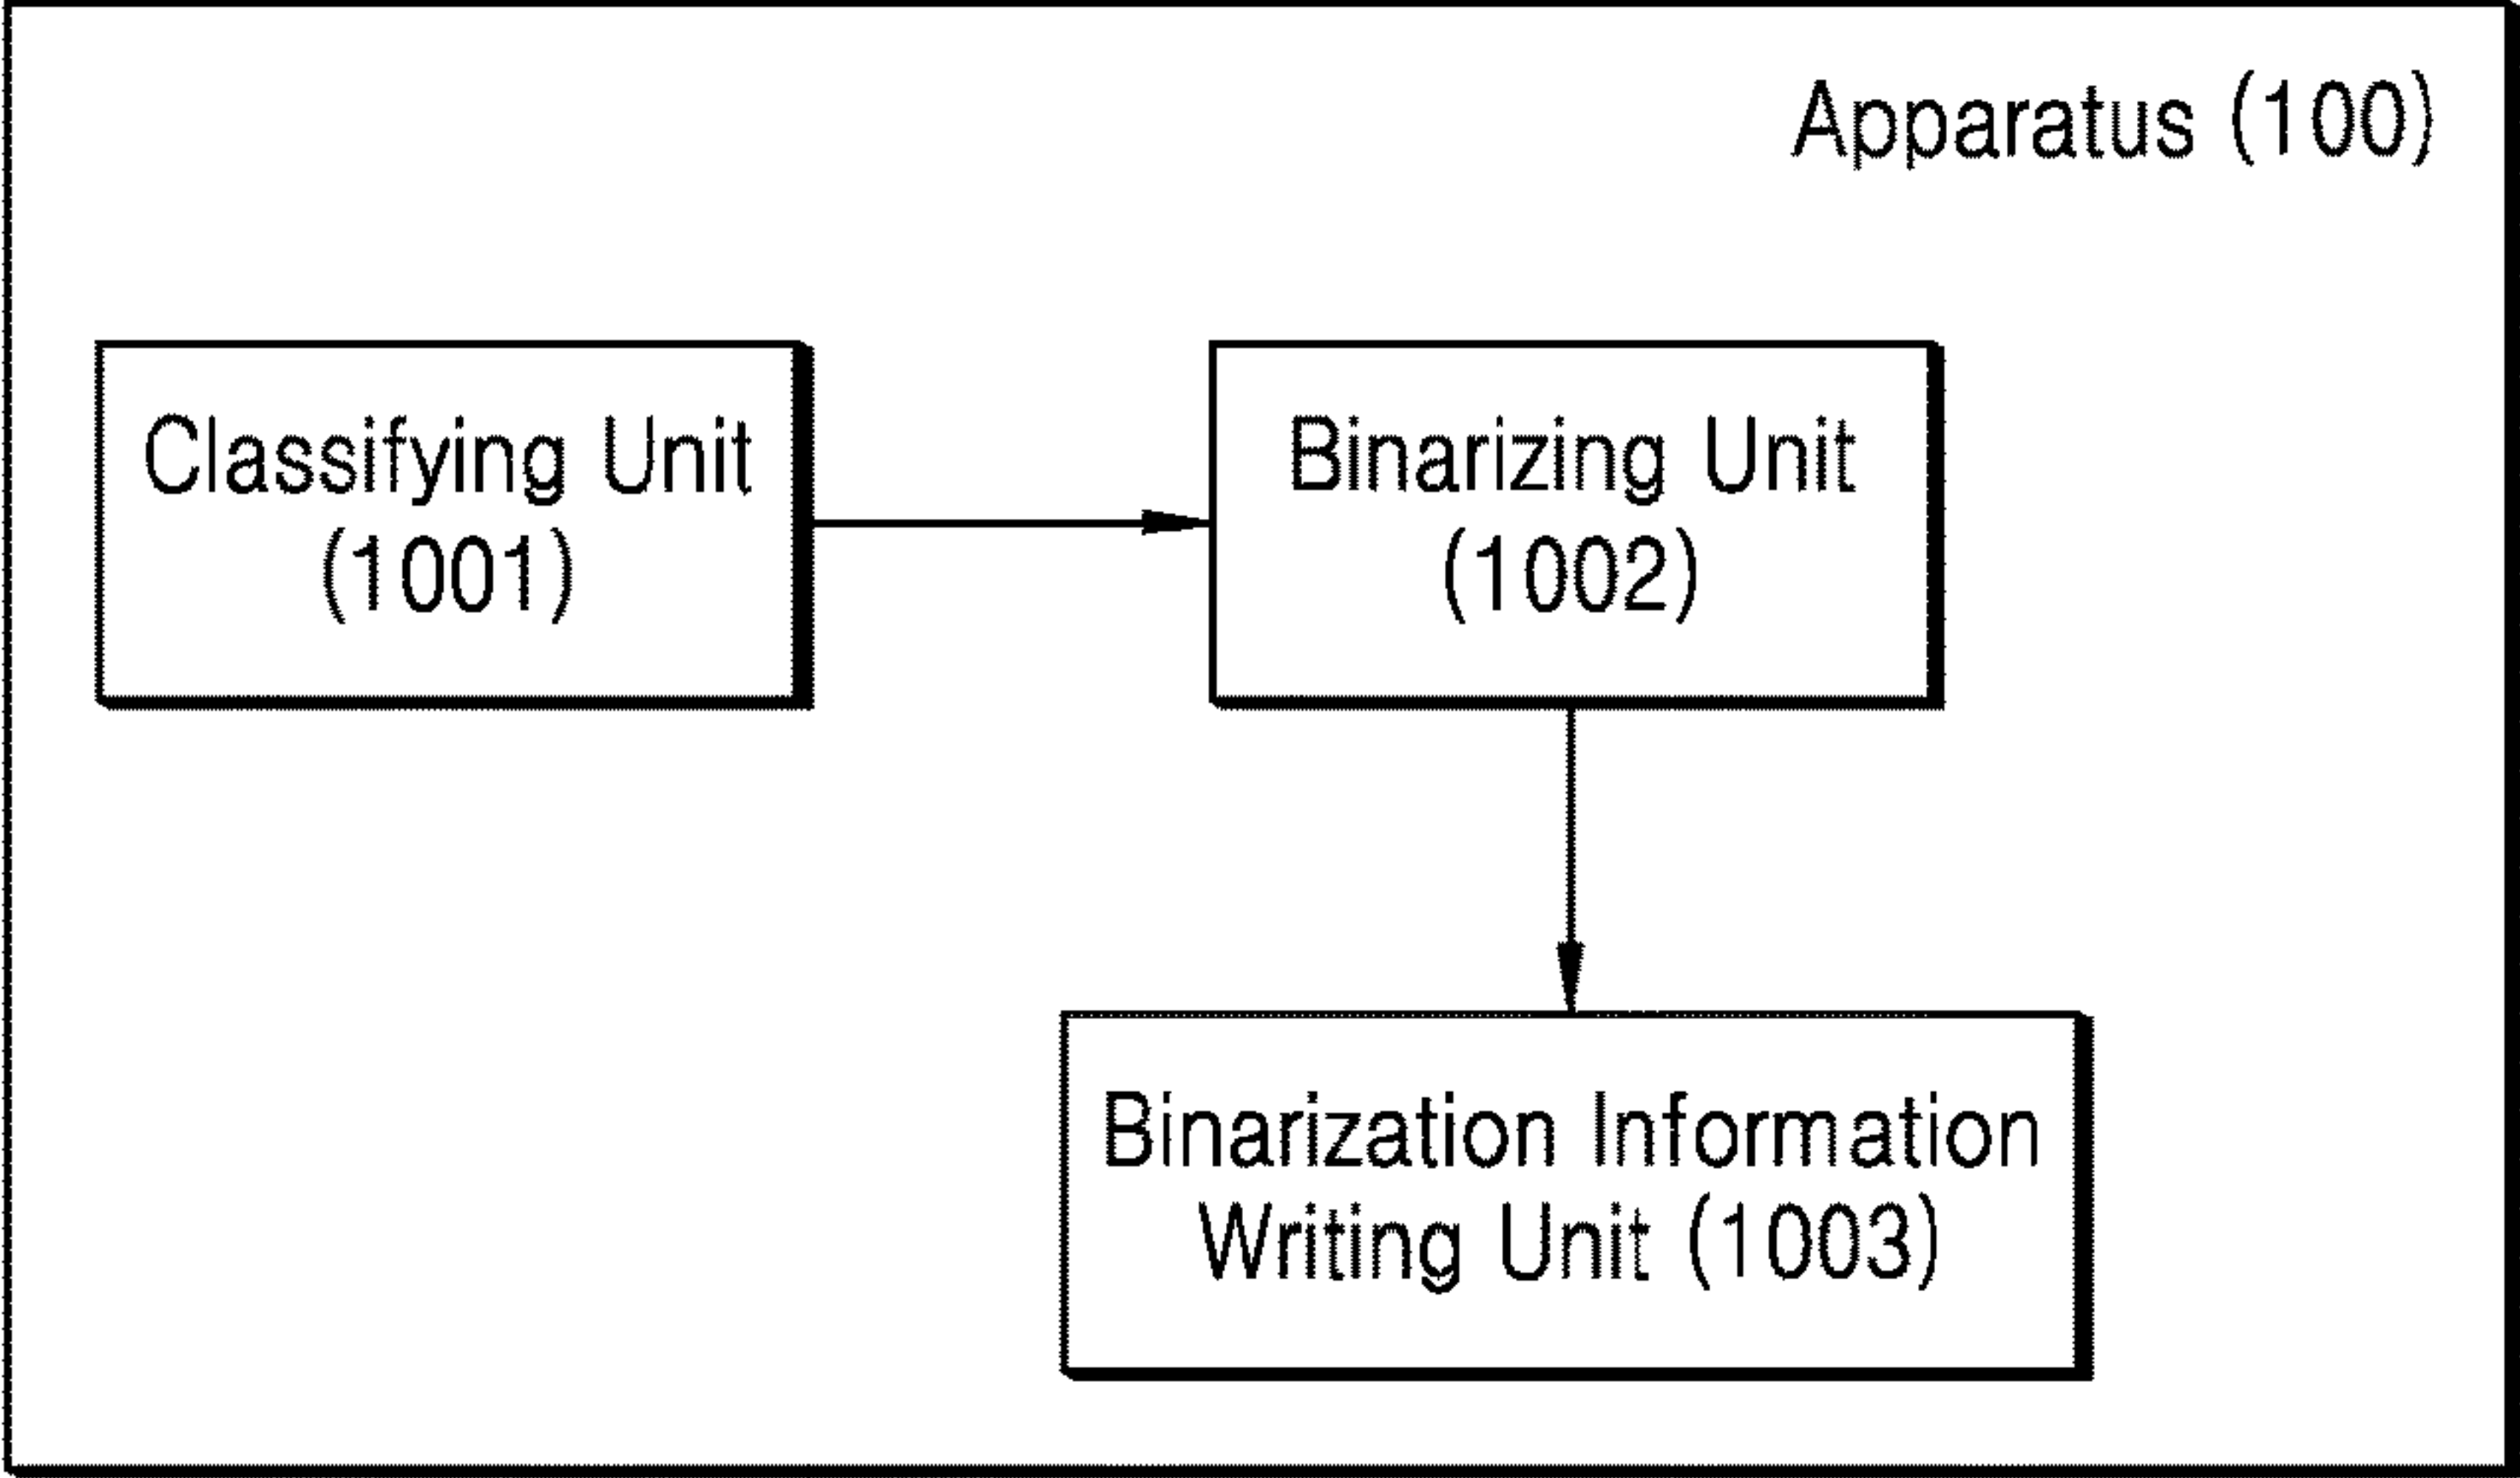 Apparatus (100)
Classifying Unit
(1001)
Binarizing Unit
(1002)
Binarization Information
Writing Unit (1003)